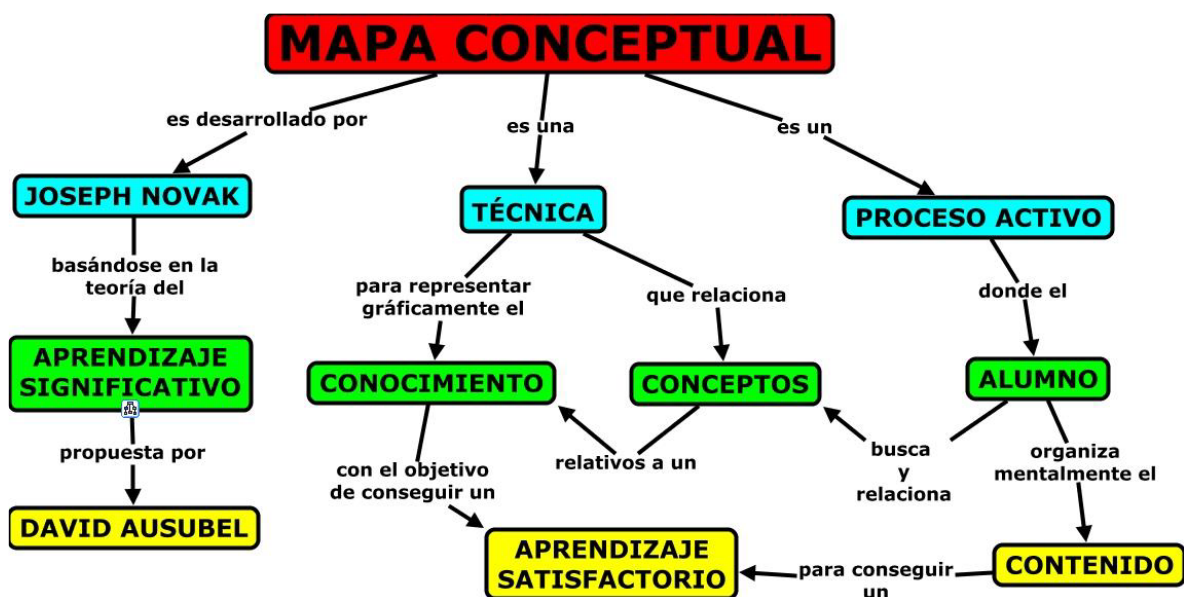 MAPA CONCEPTUAL
es desarrollado por
es una
es un
JOSEPH NOVAK
TÉCNICA
PROCESO ACTIVO
basándose en la
teoría del
para representar
gráficamente el
que relaciona
donde el
APRENDIZAJE
SIGNIFICATIVO
CONOCIMIENTO
CONCEPTOS
ALUMNO
propuesta por
con el objetivo
de conseguir un
relativos a un
busca
y
relaciona
organiza
mentalmente el
DAVID AUSUBEL
APRENDIZAJE
SATISFACTORIO
para conseguir
un
CONTENIDO